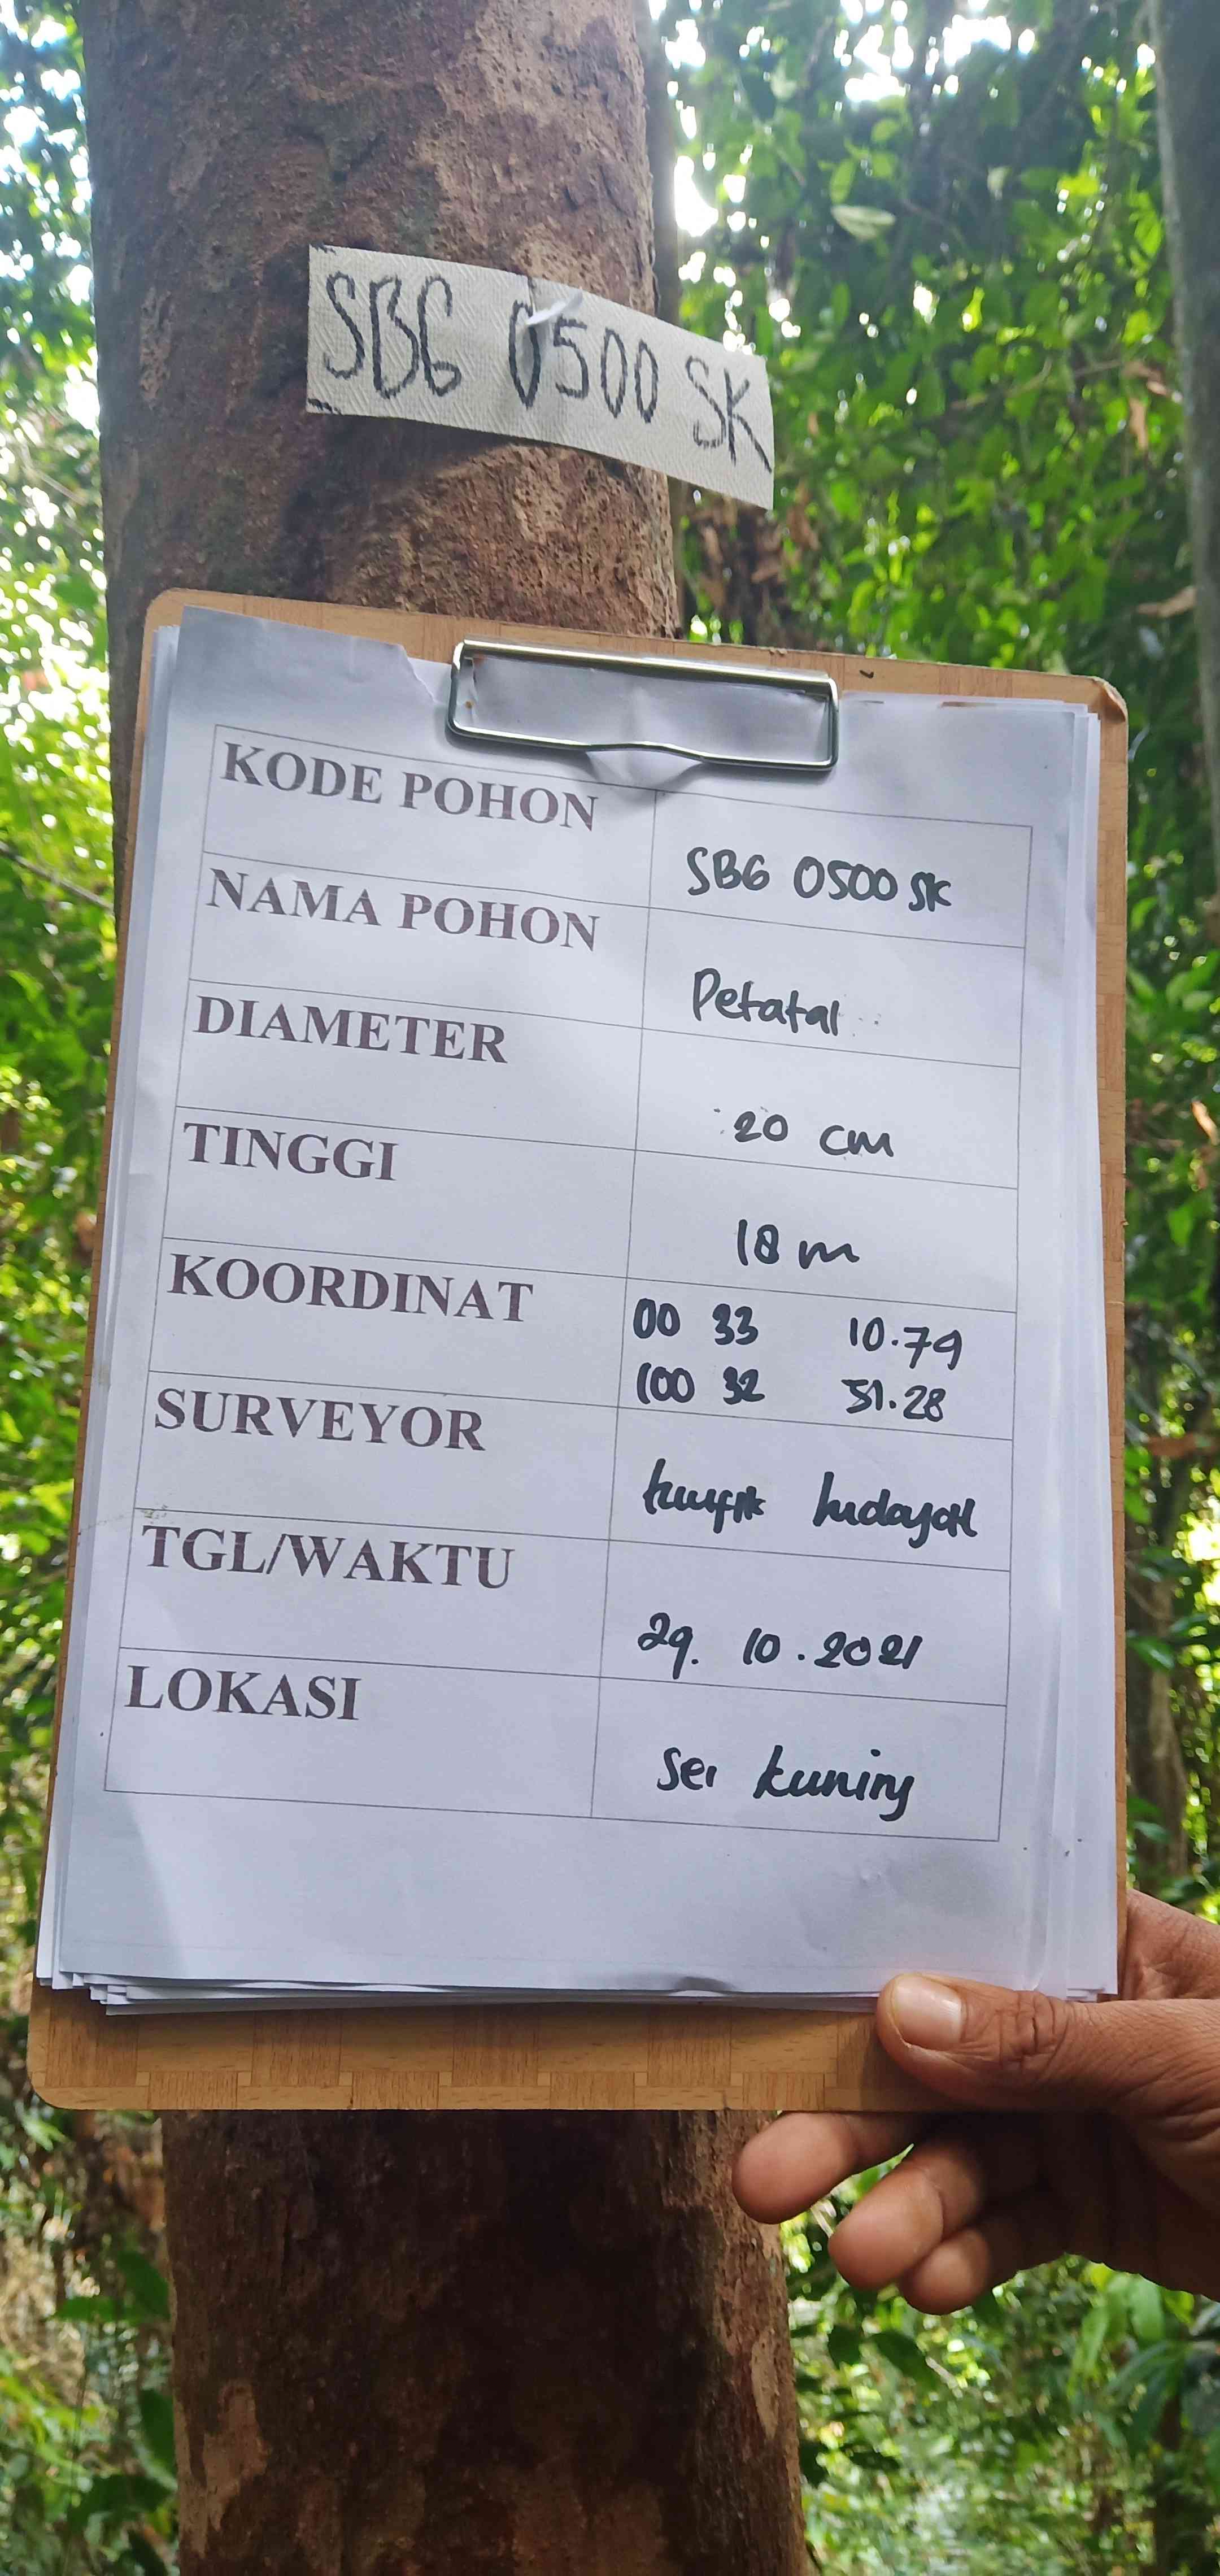 SBG 0500 SK
KODE POHON SBG 0500 SK
NAMA POHON Petatal
DIAMETER 20 cm
TINGGI 18 m
KOORDINAT 00 33 10.79
100 32 51.28
SURVEYOR taufik hidayat
TGL/WAKTU 29. 10. 2021
LOKASI Sei kuning